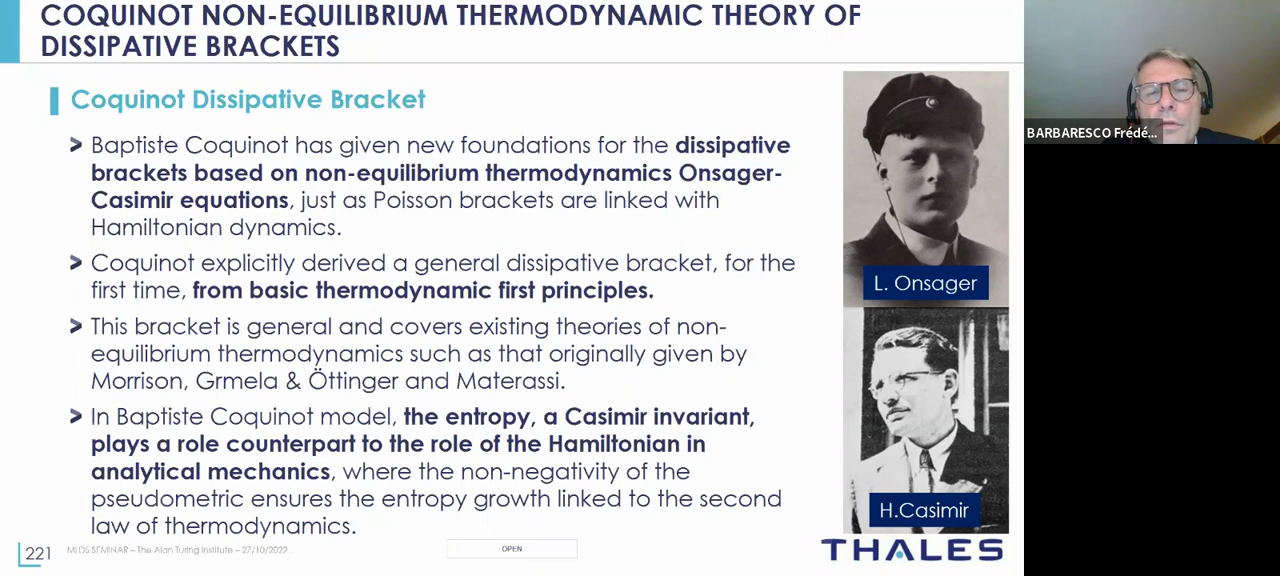 COQUINOT NON-EQUILIBRIUM THERMODYNAMIC THEORY OF
DISSIPATIVE BRACKETS
Coquinot Dissipative Bracket
Baptiste Coquinot has given new foundations for the dissipative
brackets based on non-equilibrium thermodynamics Onsager-
Casimir equations, just as Poisson brackets are linked with
Hamiltonian dynamics.
Coquinot explicitly derived a general dissipative bracket, for the
first time, from basic thermodynamic first principles.
This bracket is general and covers existing theories of non-
equilibrium thermodynamics such as that originally given by
Morrison, Grmela & Öttinger and Materassi.
In Baptiste Coquinot model, the entropy, a Casimir invariant,
plays a role counterpart to the role of the Hamiltonian in
analytical mechanics, where the non-negativity of the
pseudometric ensures the entropy growth linked to the second
law of thermodynamics.
L. Onsager
H.Casimir
221
MLDS SEMINAR – The Alan Turing Institute – 27/10/2022
OPEN
THALES
BARBARESCO Frédé...